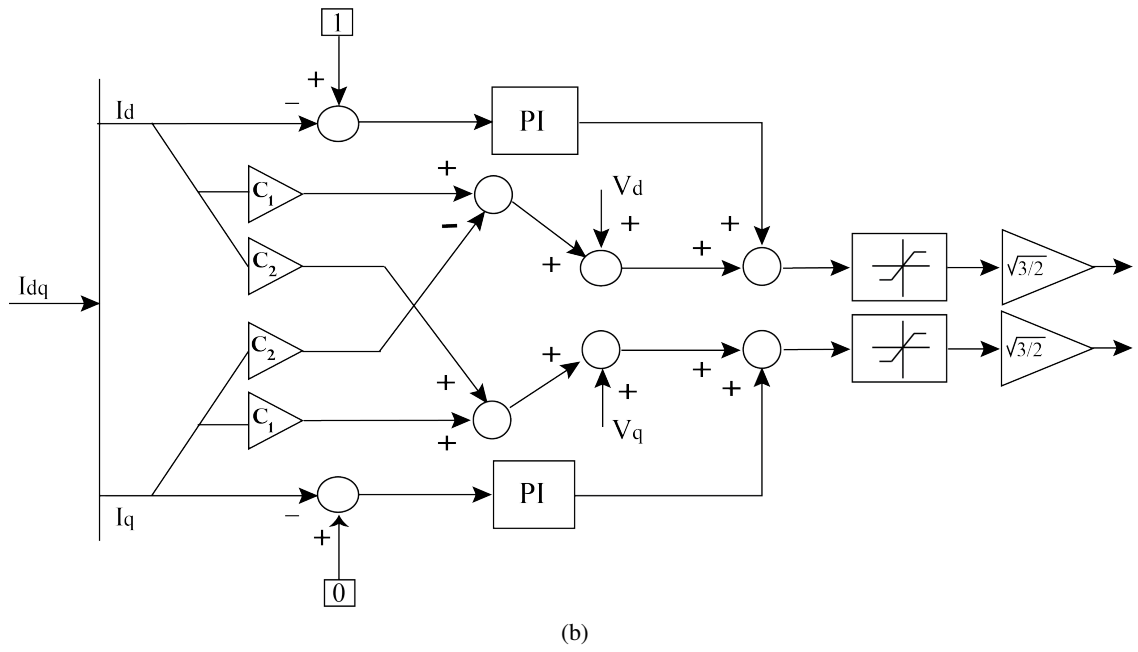 1
+
−
Id
PI
C1
+
−
Vd
+
+
+
+
C2
√3/2
Idq
C2
√3/2
+
+
+
+
+
+
C1
Vq
PI
−
+
Iq
0
(b)